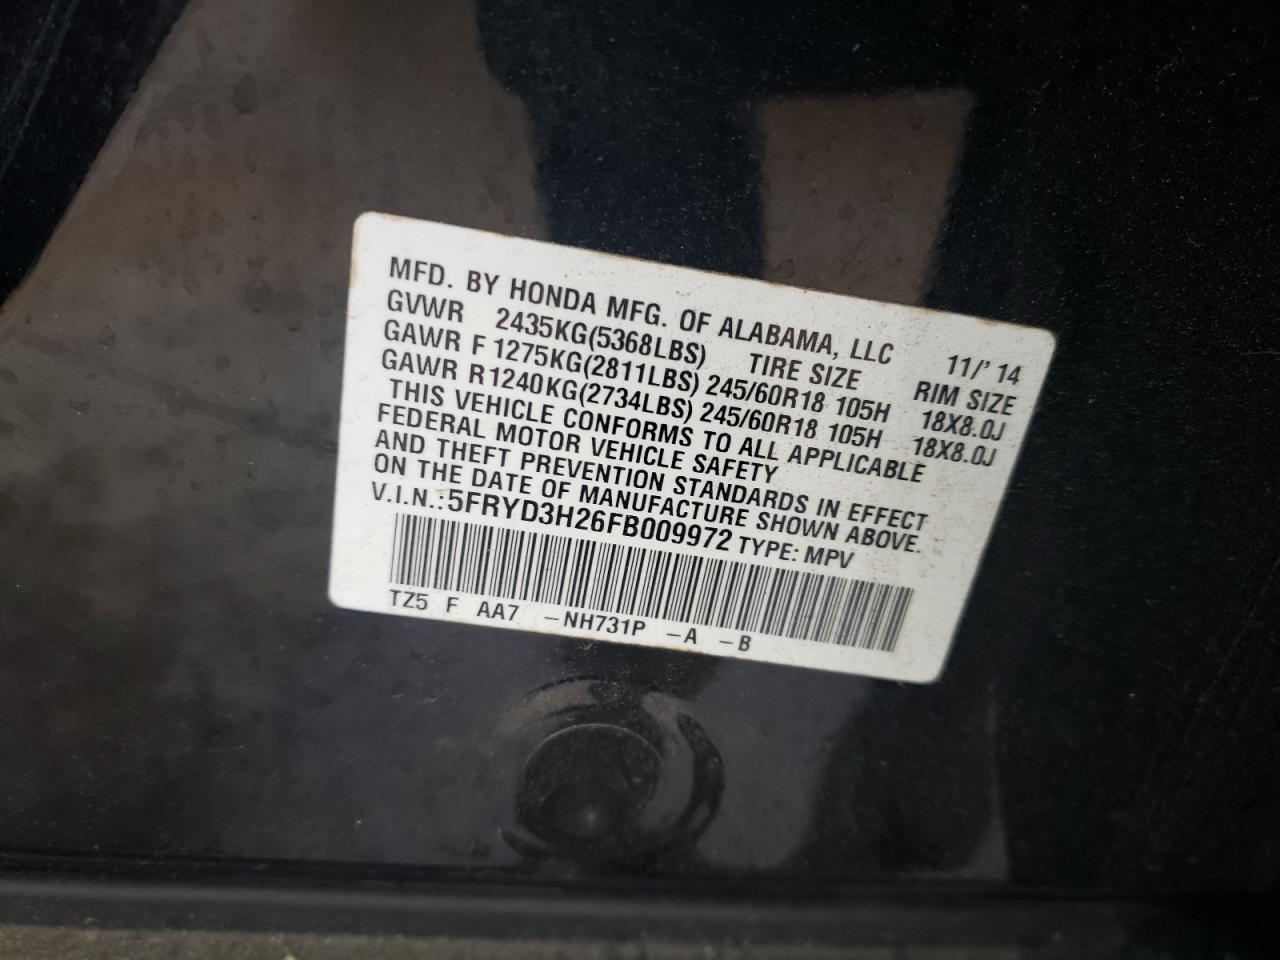 MFD. BY HONDA MFG. OF ALABAMA, LLC 11/' 14
GVWR 2435KG(5368LBS) TIRE SIZE RIM SIZE
GAWR F 1275KG(2811LBS) 245/60R18 105H 18X8.0J
GAWR R1240KG(2734LBS) 245/60R18 105H 18X8.0J
THIS VEHICLE CONFORMS TO ALL APPLICABLE
FEDERAL MOTOR VEHICLE SAFETY
AND THEFT PREVENTION STANDARDS IN EFFECT
ON THE DATE OF MANUFACTURE SHOWN ABOVE.
V.I.N.:5FRYD3H26FB009972 TYPE: MPV
TZ5 F AA7 -NH731P -A -B